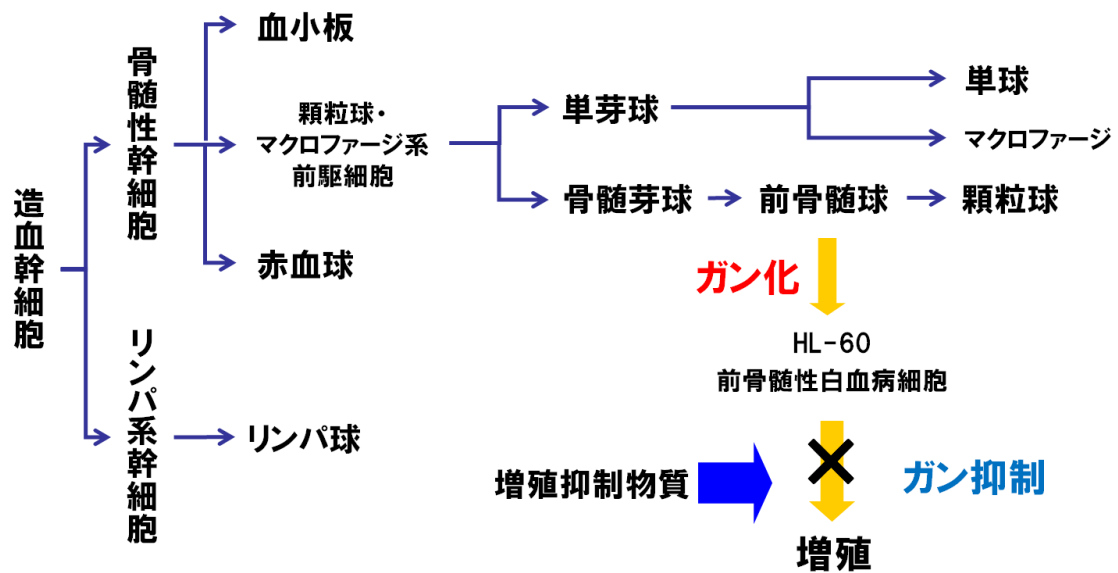 造血幹細胞
骨髄性幹細胞
リンパ系幹細胞
血小板
顆粒球・
マクロファージ系
前駆細胞
赤血球
リンパ球
単芽球
単球
マクロファージ
骨髄芽球
前骨髄球
顆粒球
ガン化
HL-60
前骨髄性白血病細胞
増殖抑制物質
ガン抑制
増殖